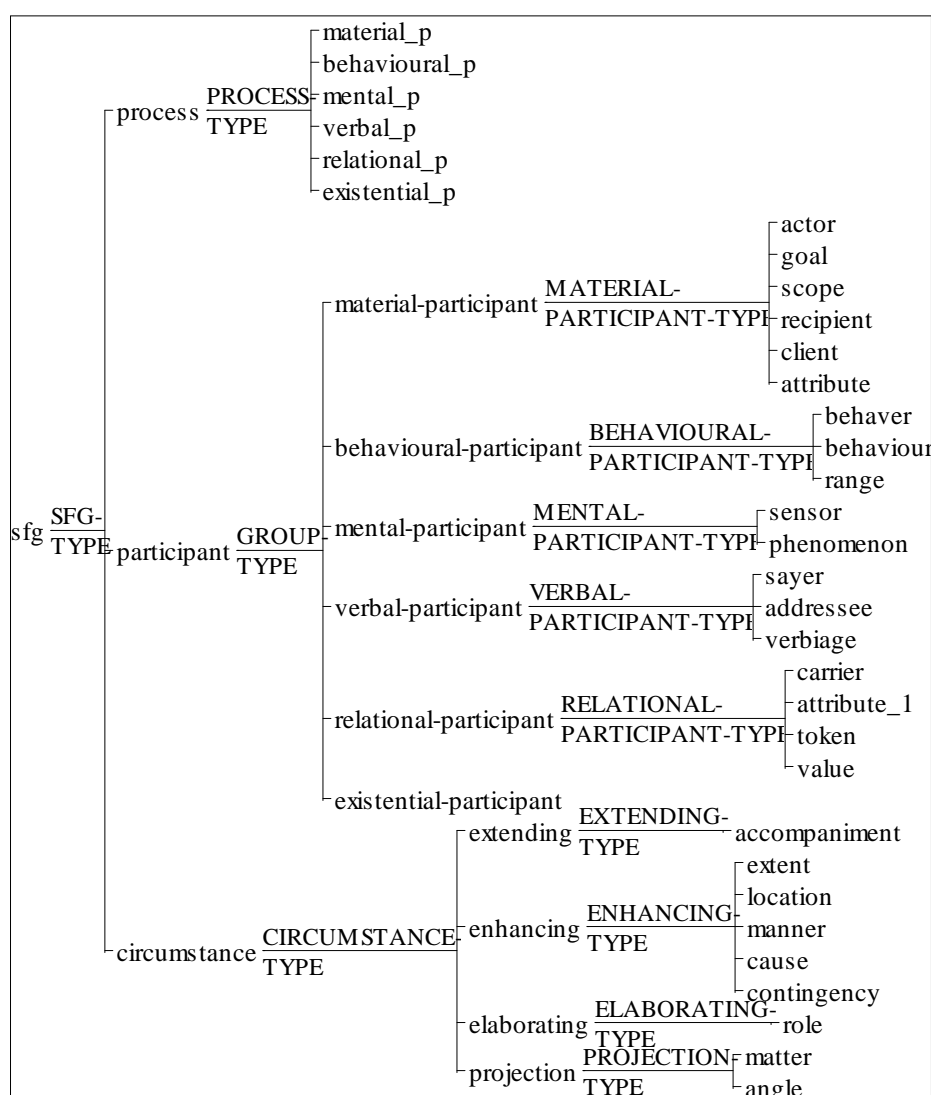 material_p
behavioural_p
process PROCESS- mental_p
TYPE verbal_p
relational_p
existential_p
actor
goal
material-participant MATERIAL- scope
PARTICIPANT-TYPE recipient
client
attribute
behaver
behavioural-participant BEHAVIOURAL- behaviour
PARTICIPANT-TYPE range
sfg SFG-
TYPE
participant GROUP-
TYPE
mental-participant MENTAL- sensor
PARTICIPANT-TYPE phenomenon
sayer
verbal-participant VERBAL- addressee
PARTICIPANT-TYPE verbiage
carrier
relational-participant RELATIONAL- attribute_1
PARTICIPANT-TYPE token
value
existential-participant
extending EXTENDING- accompaniment
TYPE
extent
location
enhancing ENHANCING- manner
TYPE cause
circumstance CIRCUMSTANCE-
TYPE
contingency
elaborating ELABORATING- role
TYPE
projection PROJECTION- matter
TYPE angle